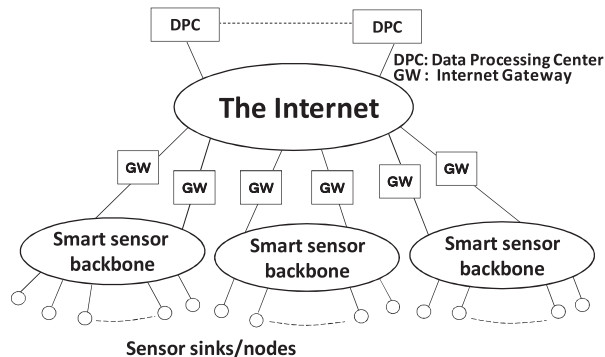 DPC
DPC
DPC: Data Processing Center
GW : Internet Gateway
The Internet
GW
GW
GW
GW
GW
GW
Smart sensor
backbone
Smart sensor
backbone
Smart sensor
backbone
Sensor sinks/nodes